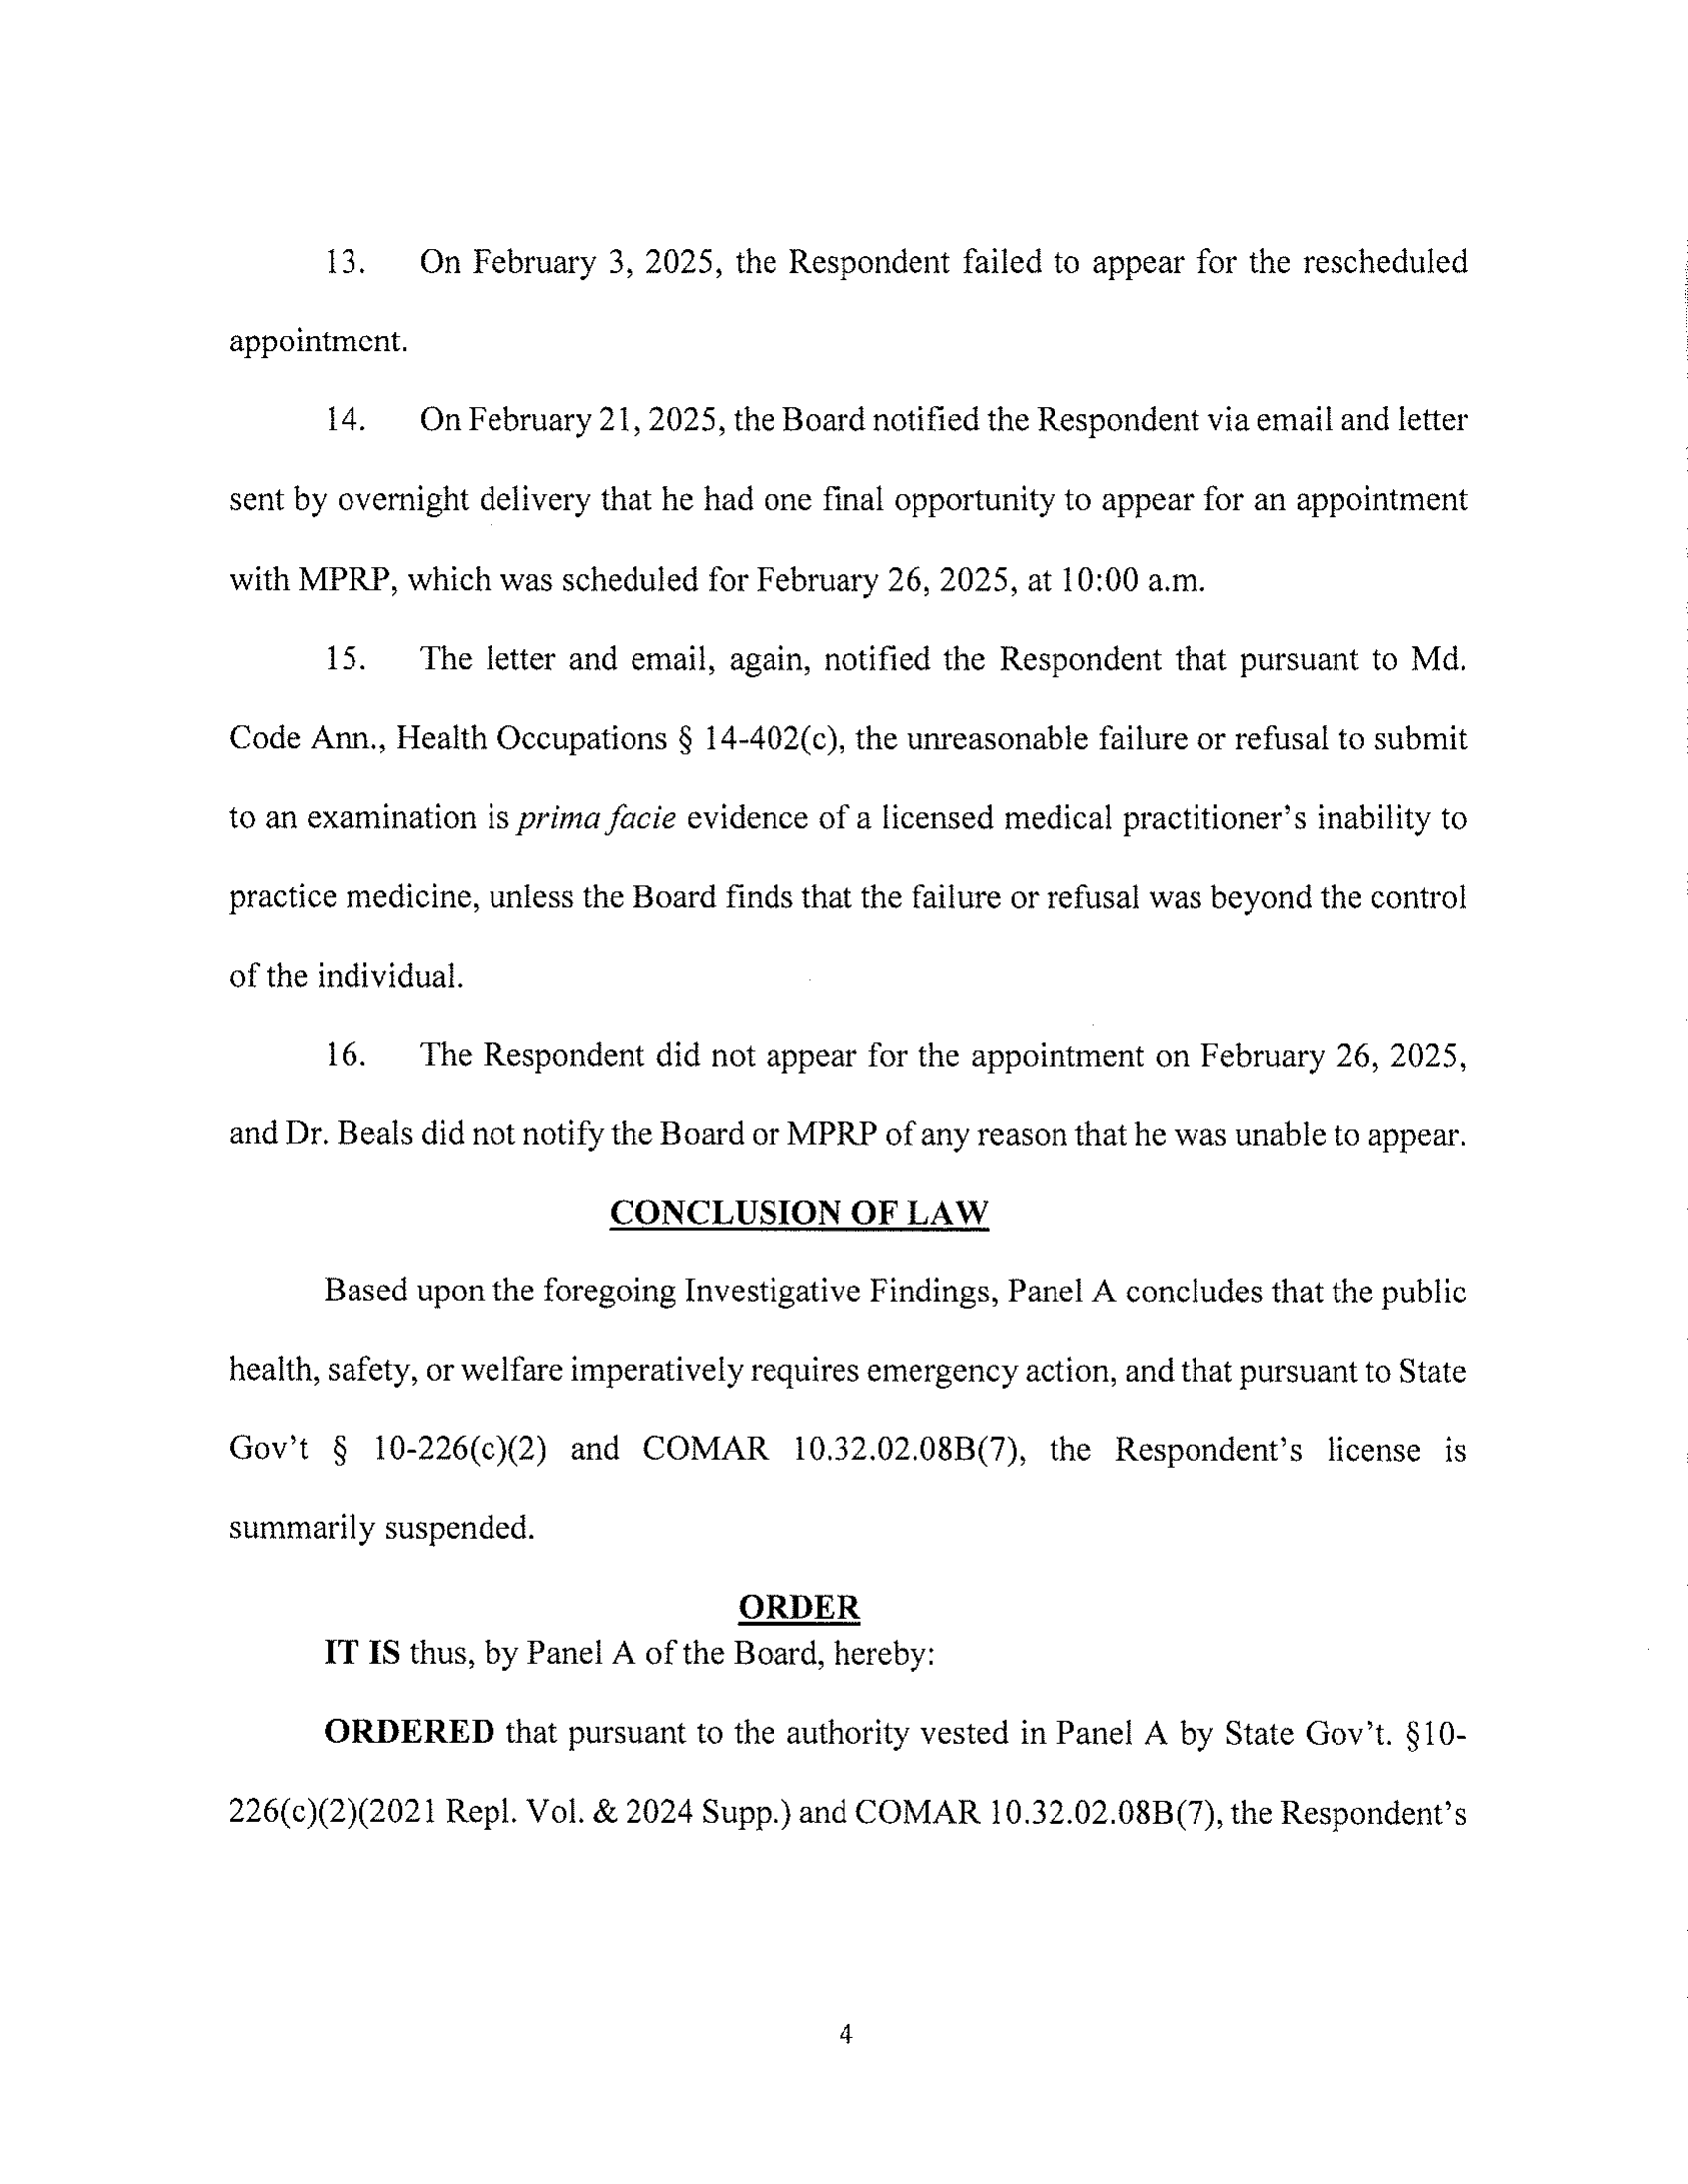 13. On February 3, 2025, the Respondent failed to appear for the rescheduled
appointment.
14. On February 21, 2025, the Board notified the Respondent via email and letter
sent by overnight delivery that he had one final opportunity to appear for an appointment
with MPRP, which was scheduled for February 26, 2025, at 10:00 a.m.
15. The letter and email, again, notified the Respondent that pursuant to Md.
Code Ann., Health Occupations § 14-402(c), the unreasonable failure or refusal to submit
to an examination is prima facie evidence of a licensed medical practitioner's inability to
practice medicine, unless the Board finds that the failure or refusal was beyond the control
of the individual.
16. The Respondent did not appear for the appointment on February 26, 2025,
and Dr. Beals did not notify the Board or MPRP of any reason that he was unable to appear.
CONCLUSION OF LAW
Based upon the foregoing Investigative Findings, Panel A concludes that the public
health, safety, or welfare imperatively requires emergency action, and that pursuant to State
Gov't § 10-226(c)(2) and COMAR 10.32.02.08B(7), the Respondent's license is
summarily suspended.
ORDER
IT IS thus, by Panel A of the Board, hereby:
ORDERED that pursuant to the authority vested in Panel A by State Gov't. §10-
226(c)(2)(2021 Repl. Vol. & 2024 Supp.) and COMAR 10.32.02.08B(7), the Respondent's
4